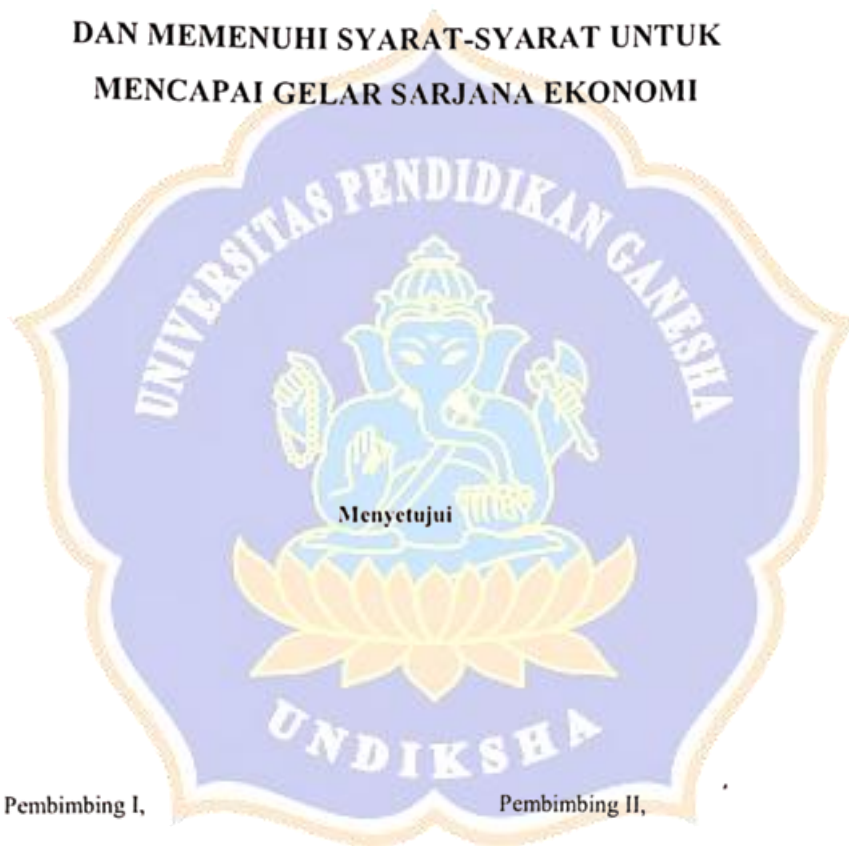 DAN MEMENUHI SYARAT-SYARAT UNTUK
MENCAPAI GELAR SARJANA EKONOMI
UNIVERSITAS PENDIDIKAN GANESHA
Menyetujui
UNDIKSHA
Pembimbing I, Pembimbing II,